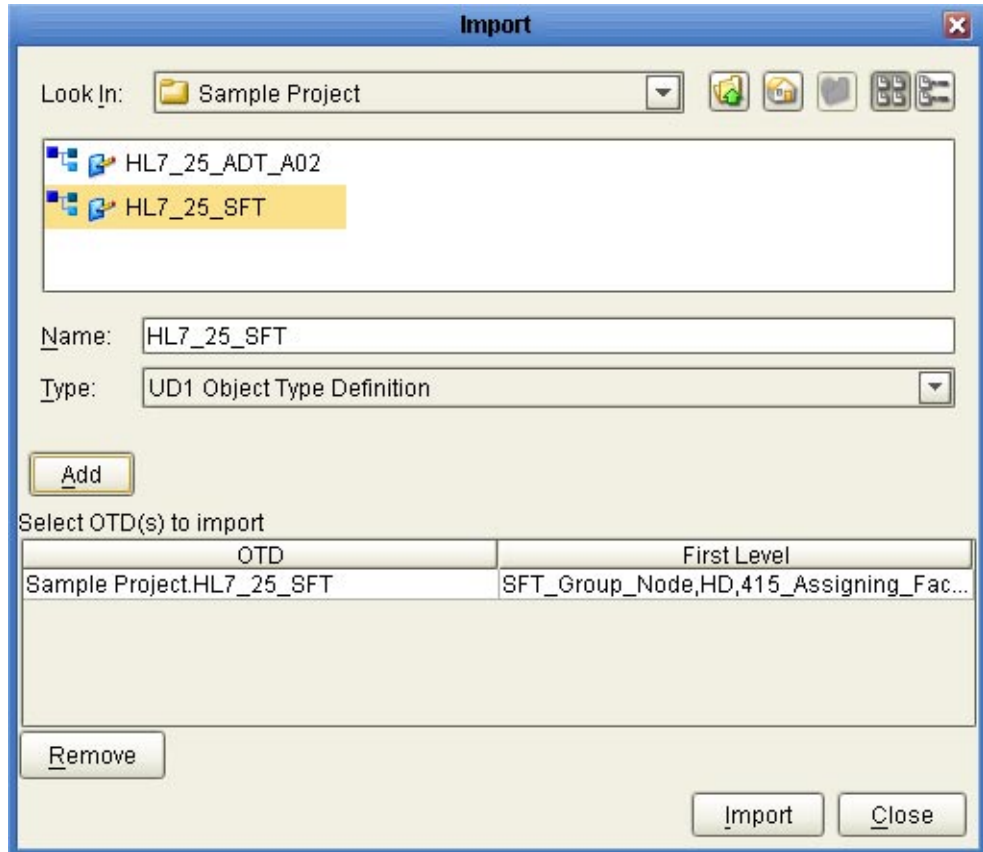 Import
Look In: Sample Project
HL7_25_ADT_A02
HL7_25_SFT
Name: HL7_25_SFT
Type: UD1 Object Type Definition
Add
Select OTD(s) to import
OTD First Level
Sample Project.HL7_25_SFT SFT_Group_Node,HD,415_Assigning_Fac...
Remove
Import Close